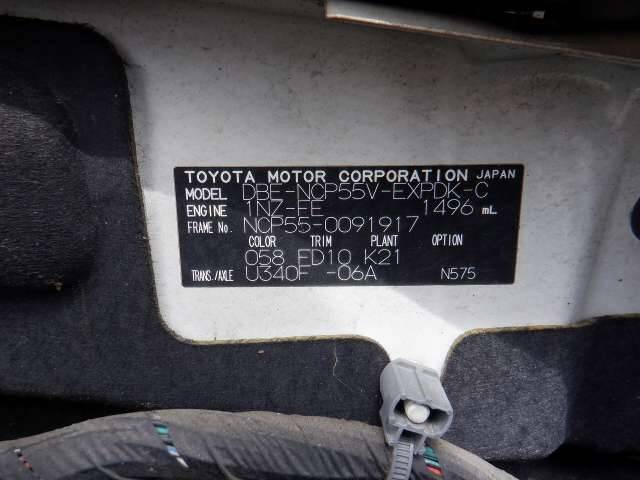 TOYOTA MOTOR CORPORATION JAPAN
MODEL DBE-NCP55V-EXPDK-C
ENGINE 1NZ-FE 1496 mL
FRAME No. NCP55-0091917
COLOR TRIM PLANT OPTION
058 FD10 K21
TRANS./AXLE U340F -06A N575